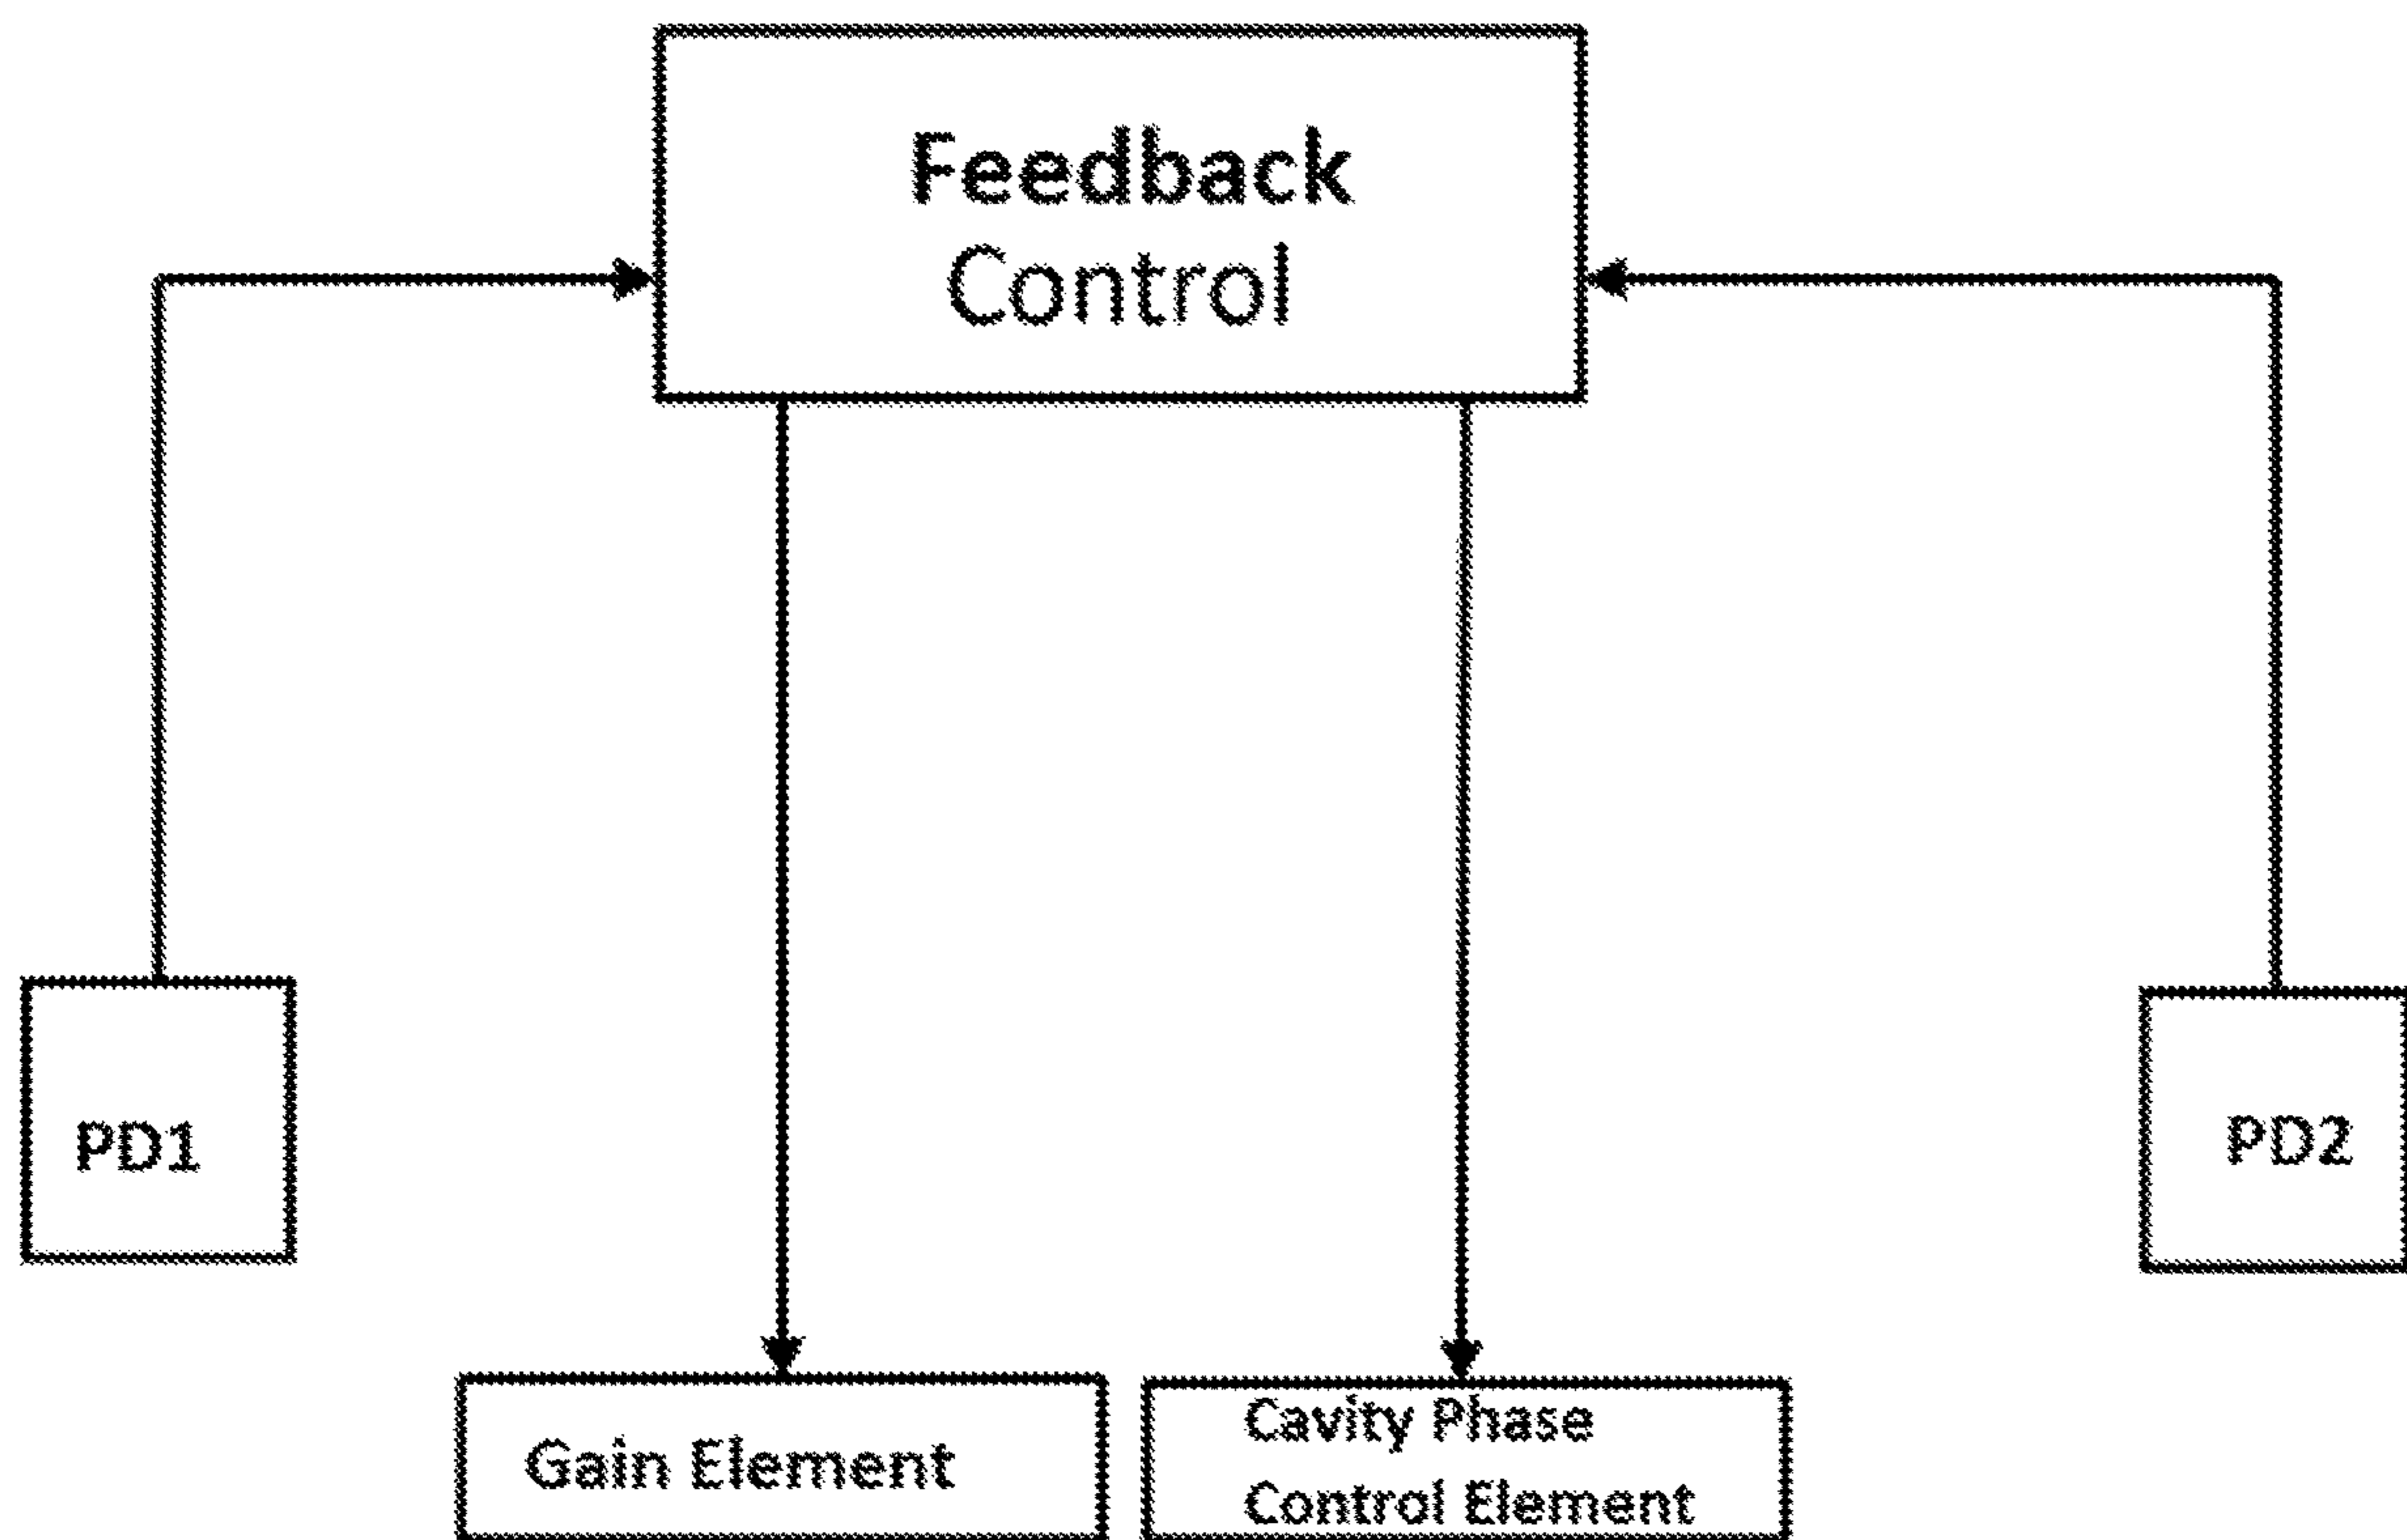 Feedback
Control
PD1
PD2
Gain Element
Cavity Phase
Control Element